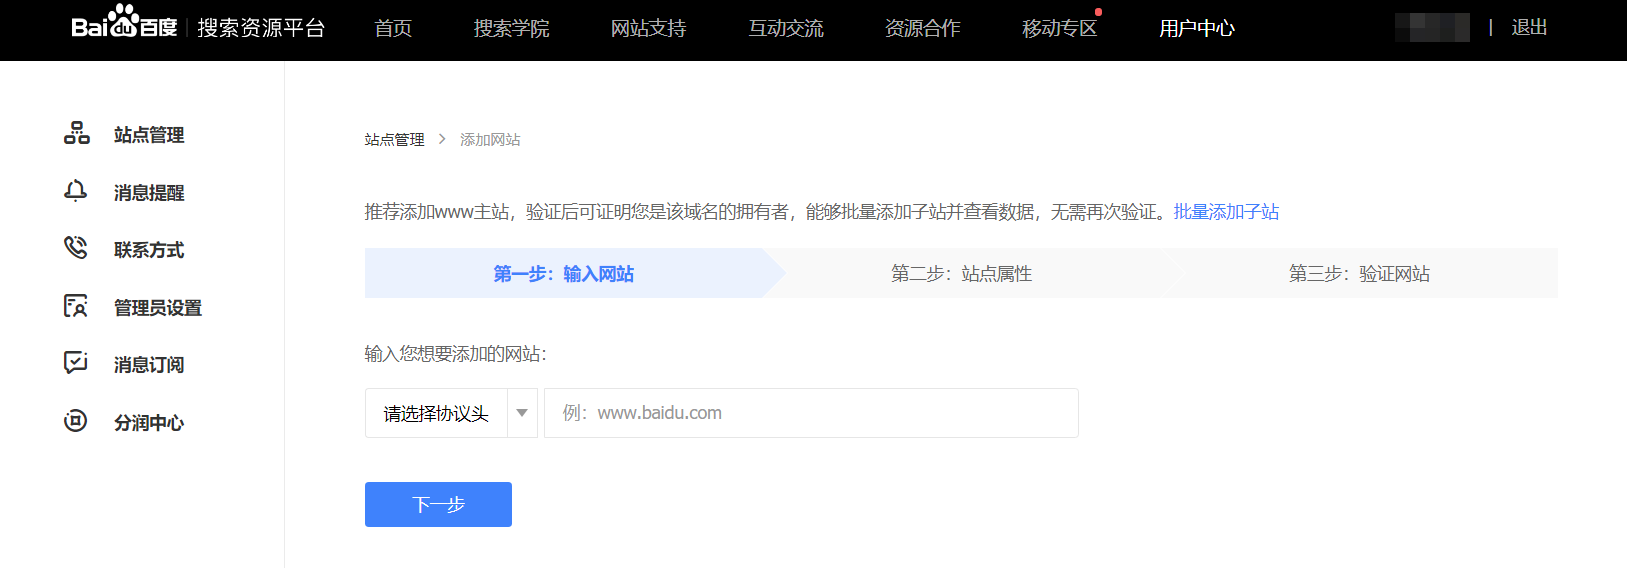 Bai du 百度 | 搜索资源平台 首页 搜索学院 网站支持 互动交流 资源合作 移动专区 用户中心 | 退出
站点管理
消息提醒
联系方式
管理员设置
消息订阅
分润中心
站点管理 > 添加网站
推荐添加www主站，验证后可证明您是该域名的拥有者，能够批量添加子站并查看数据，无需再次验证。批量添加子站
第一步：输入网站 第二步：站点属性 第三步：验证网站
输入您想要添加的网站：
请选择协议头 例：www.baidu.com
下一步